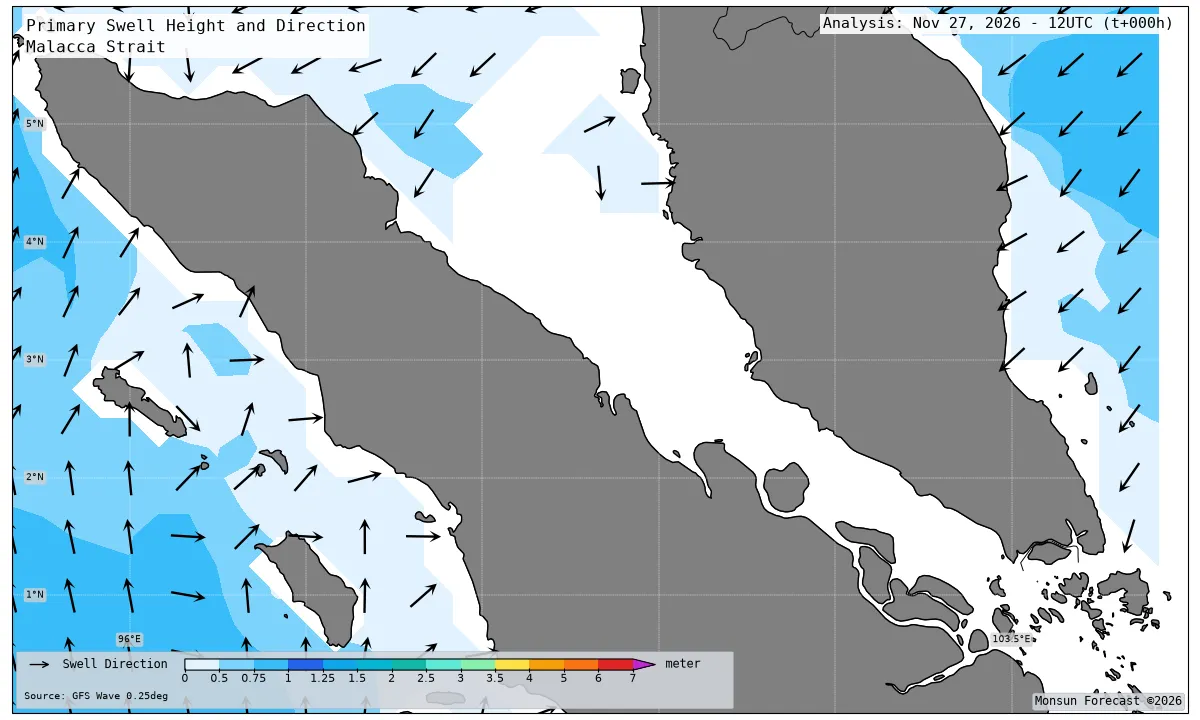 Primary Swell Height and Direction
Malacca Strait
Analysis: Nov 27, 2026 - 12UTC (t+000h)
5°N
4°N
3°N
2°N
1°N
96°E
103.5°E
Swell Direction
meter
0 0.5 0.75 1 1.25 1.5 2 2.5 3 3.5 4 5 6 7
Source: GFS Wave 0.25deg
Monsun Forecast ©2026